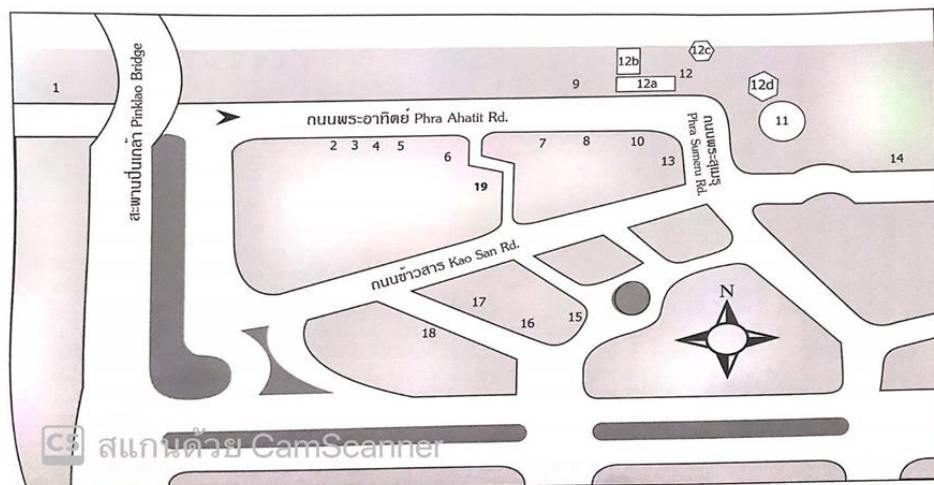 12c
12b
12
1
9
12a
12d
ถนนพระอาทิตย์ Phra Ahatit Rd.
11
2 3 4 5
6
7
8
10
13
14
ถนนพระสุเมรุ
Phra Sumeru Rd.
สะพานปิ่นเกล้า Pinklao Bridge
19
ถนนข้าวสาร Kao San Rd.
N
17
18
16
15
CS สแกนด้วย CamScanner